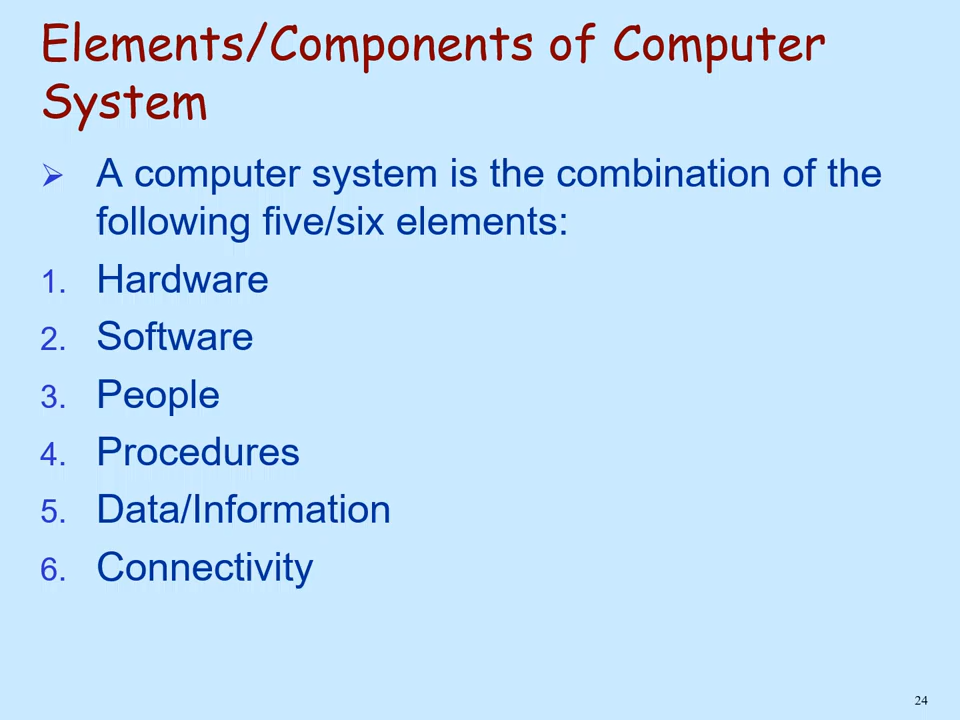 Elements/Components of Computer
System
➢ A computer system is the combination of the
following five/six elements:
1. Hardware
2. Software
3. People
4. Procedures
5. Data/Information
6. Connectivity
24